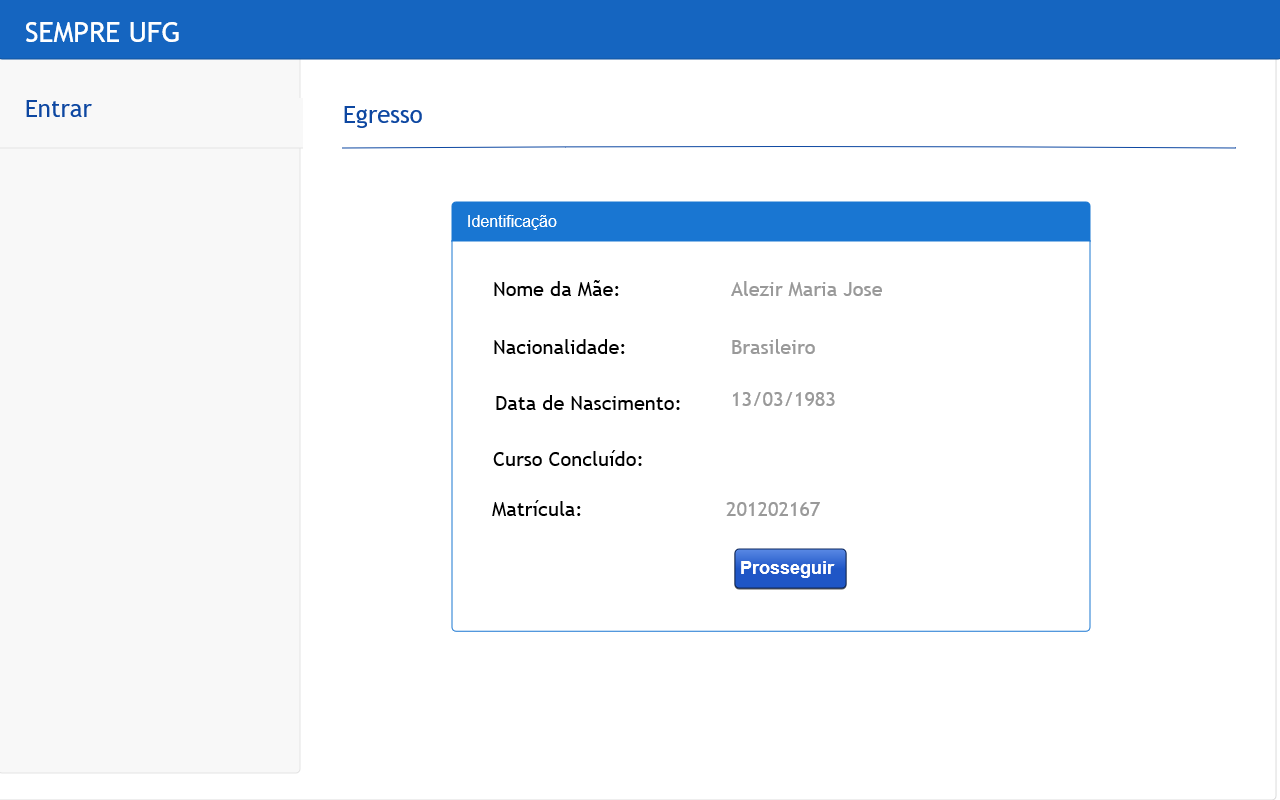 SEMPRE UFG
Entrar
Egresso
Identificação
Nome da Mãe: Alezir Maria Jose
Nacionalidade: Brasileiro
Data de Nascimento: 13/03/1983
Curso Concluído:
Matrícula: 201202167
Prosseguir